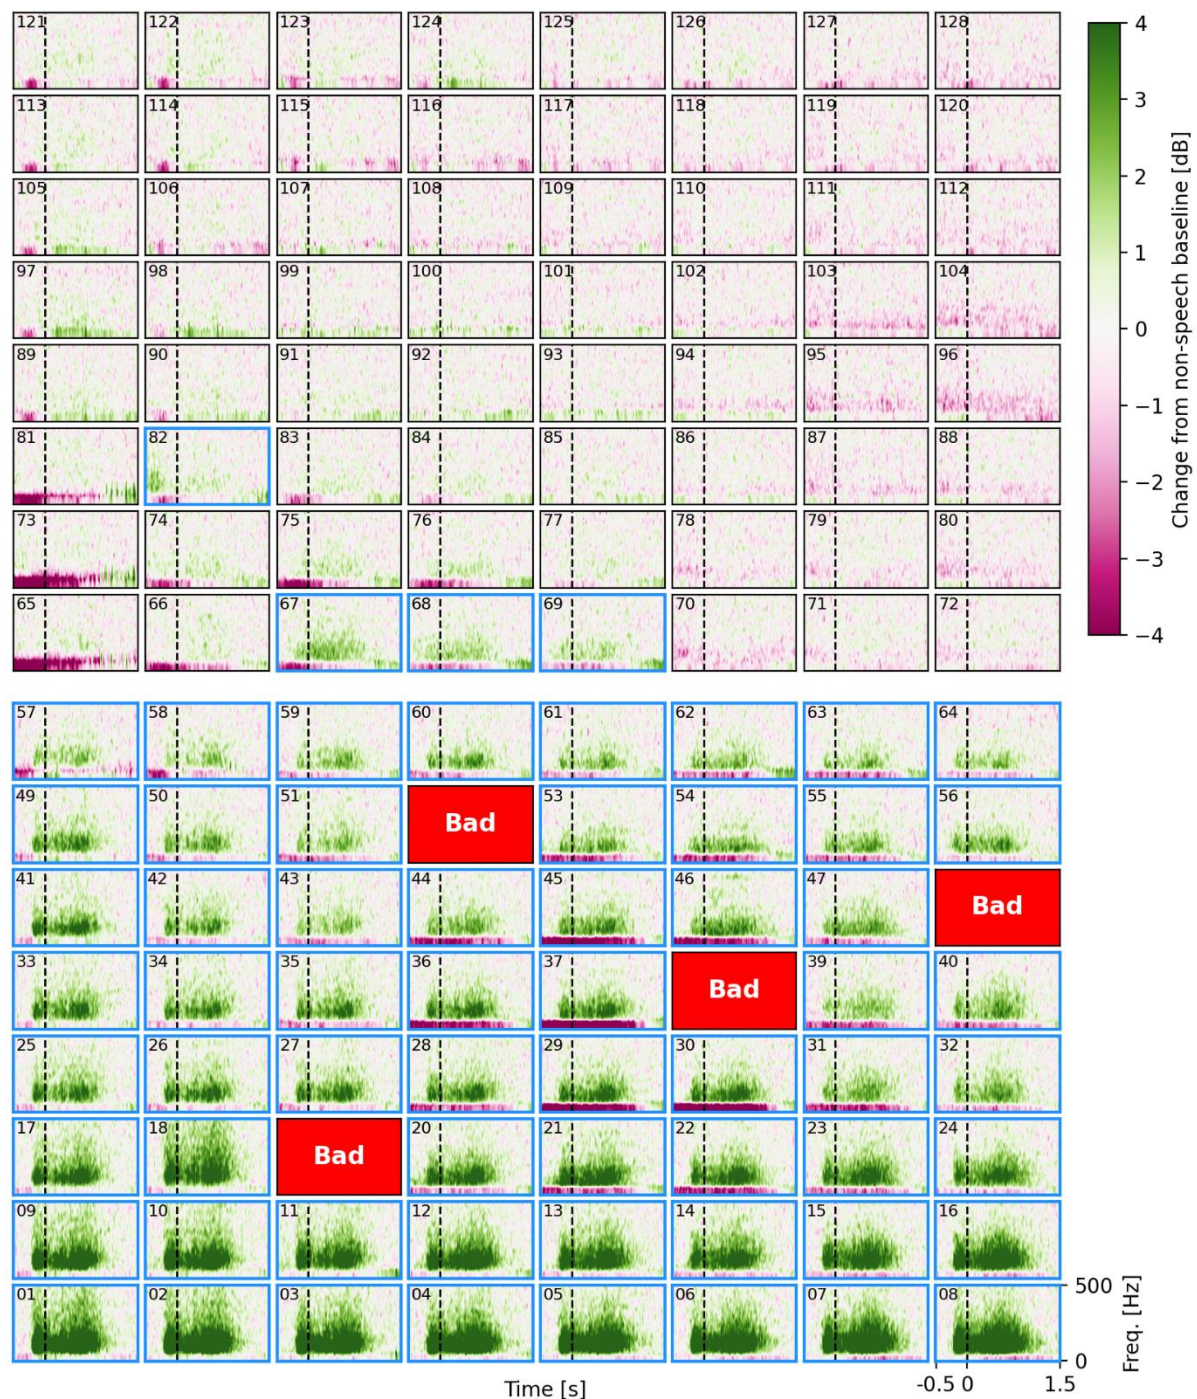 121 122 123 124 125 126 127 128 4
113 114 115 116 117 118 119 120 3
105 106 107 108 109 110 111 112 2
97 98 99 100 101 102 103 104 1
0
89 90 91 92 93 94 95 96 −1
81 82 83 84 85 86 87 88 −2
73 74 75 76 77 78 79 80 −3
65 66 67 68 69 70 71 72 −4
Change from non-speech baseline [dB]
57 58 59 60 61 62 63 64
49 50 51 Bad 53 54 55 56
41 42 43 44 45 46 47 Bad
33 34 35 36 37 Bad 39 40
25 26 27 28 29 30 31 32
17 18 Bad 20 21 22 23 24
09 10 11 12 13 14 15 16
01 02 03 04 05 06 07 08 500
0
Freq. [Hz]
-0.5 0 1.5
Time [s]